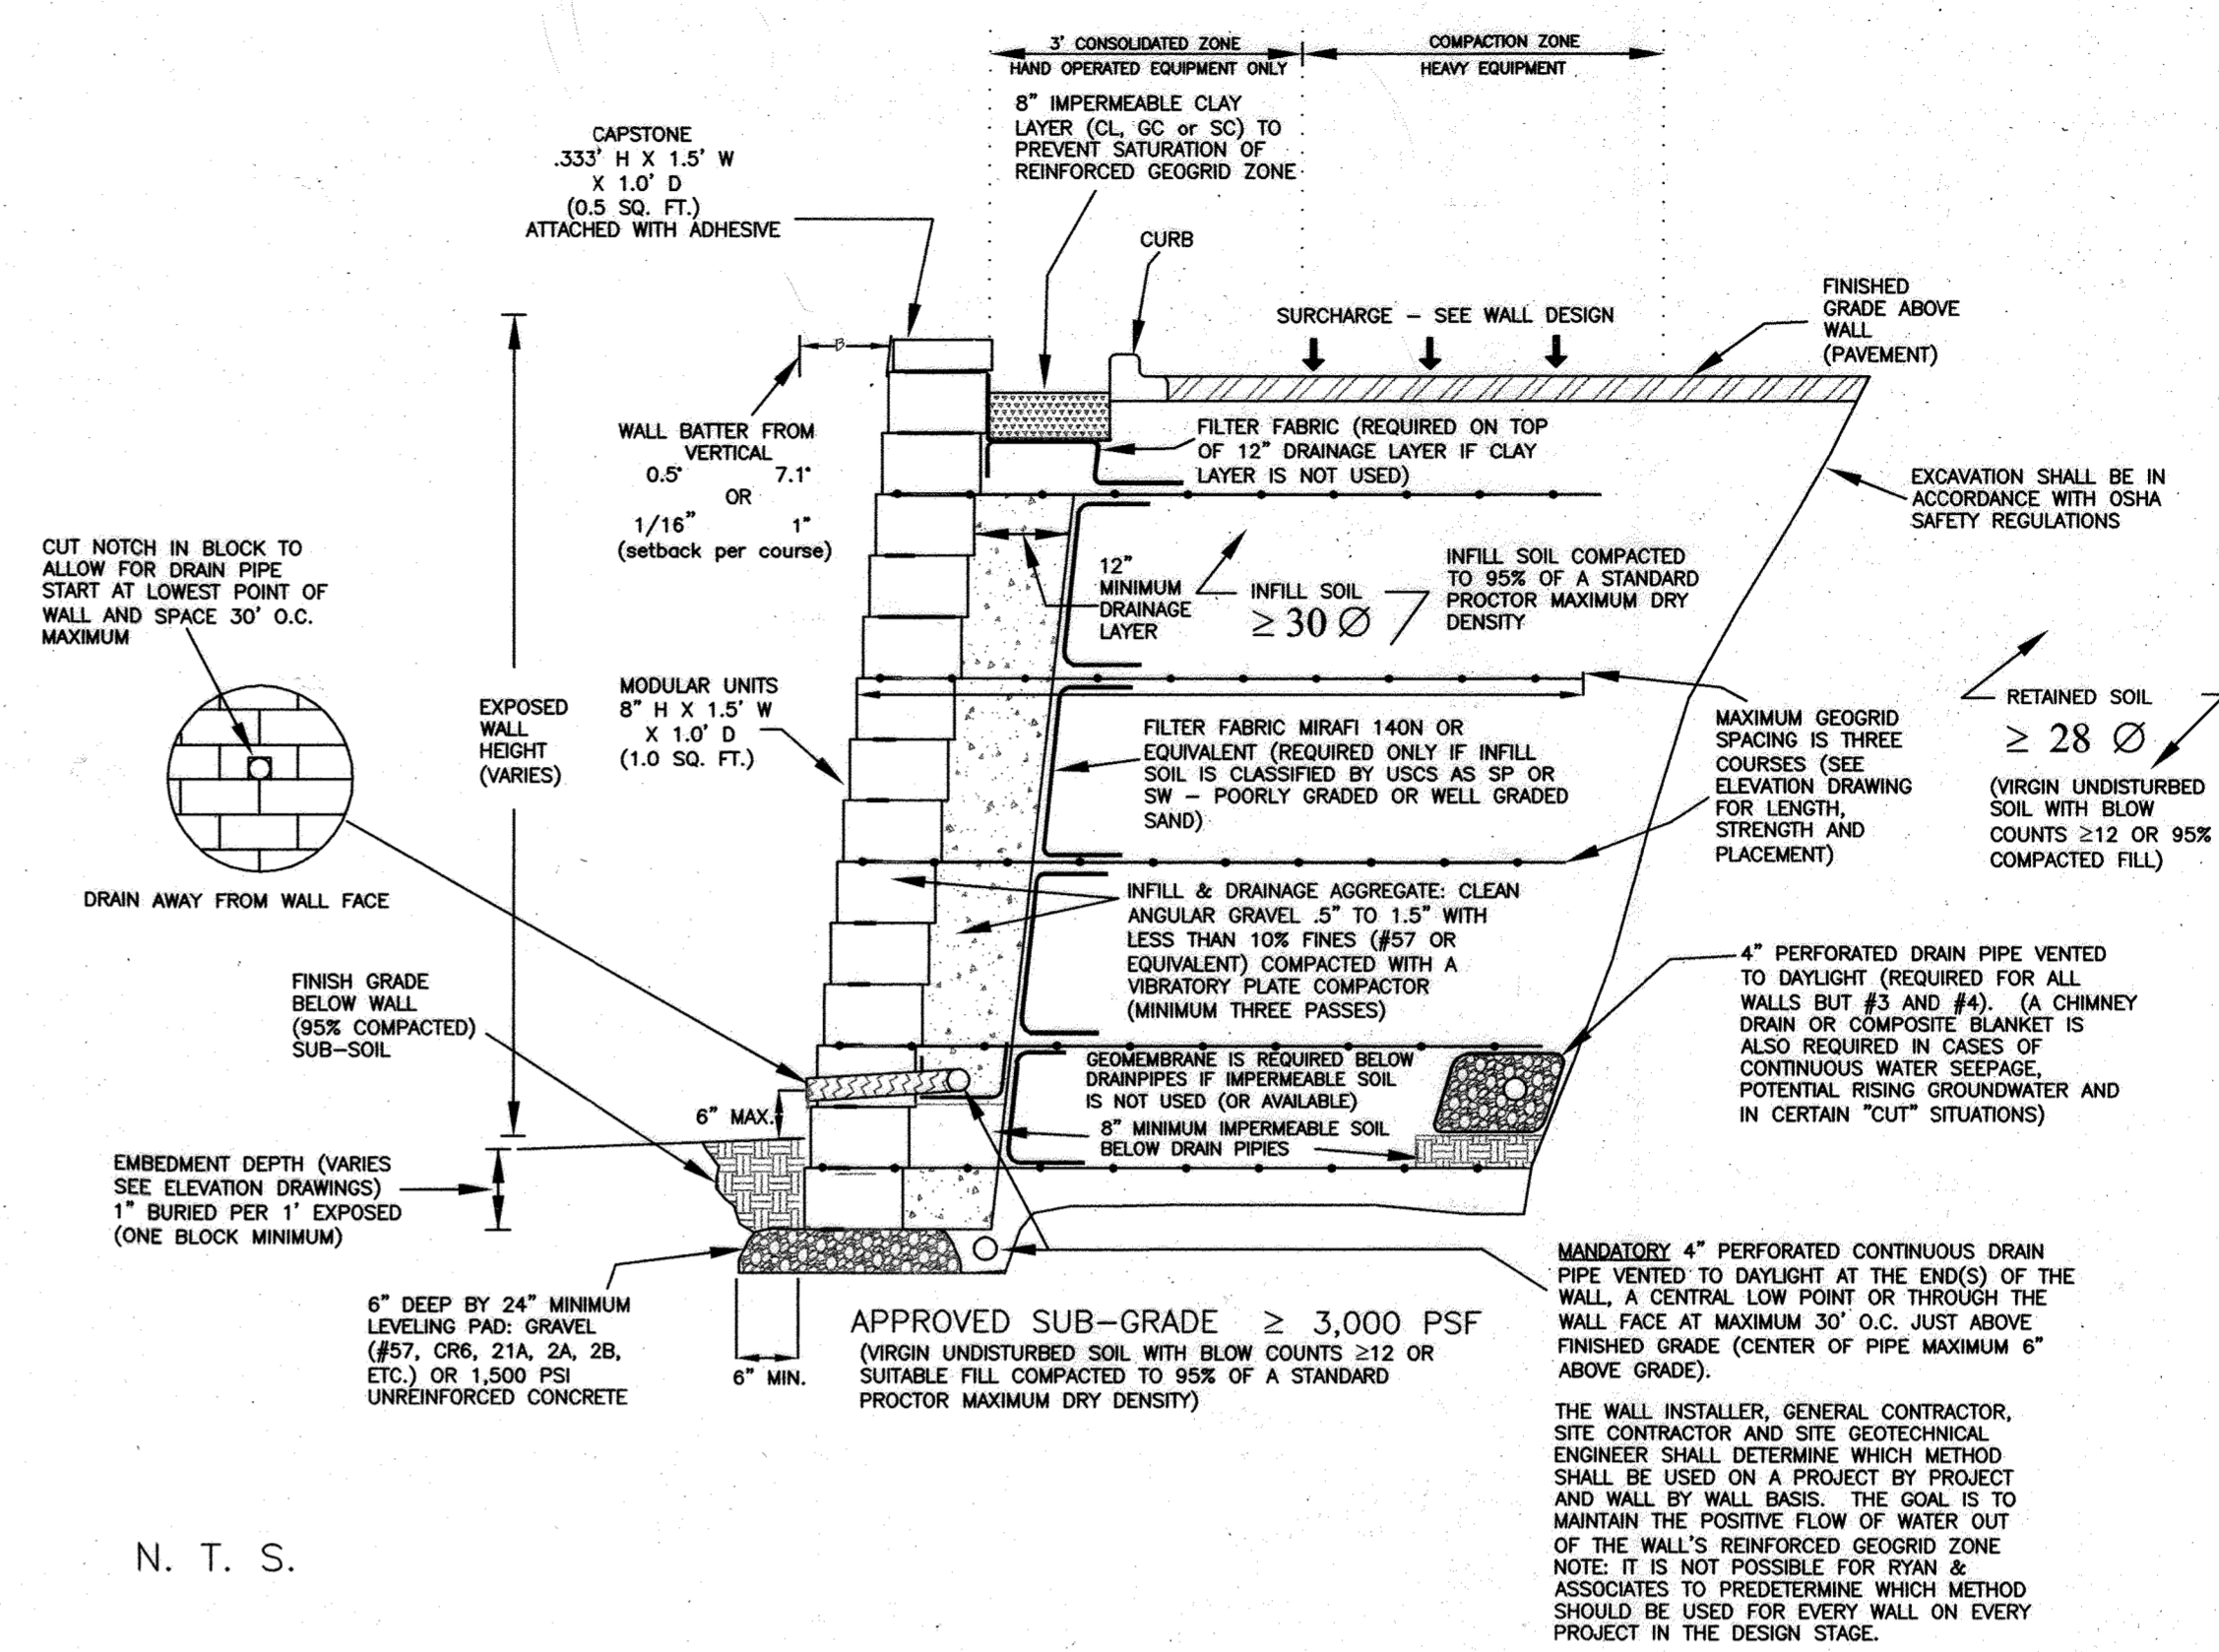 3' CONSOLIDATED ZONE
HAND OPERATED EQUIPMENT ONLY
COMPACTION ZONE
HEAVY EQUIPMENT
8" IMPERMEABLE CLAY
LAYER (CL, GC or SC) TO
PREVENT SATURATION OF
REINFORCED GEOGRID ZONE
CAPSTONE
.333' H X 1.5' W
X 1.0' D
(0.5 SQ. FT.)
ATTACHED WITH ADHESIVE
CURB
SURCHARGE – SEE WALL DESIGN
FINISHED
GRADE ABOVE
WALL
(PAVEMENT)
B
WALL BATTER FROM
VERTICAL
0.5° 7.1°
OR
1/16" 1"
(setback per course)
FILTER FABRIC (REQUIRED ON TOP
OF 12" DRAINAGE LAYER IF CLAY
LAYER IS NOT USED)
EXCAVATION SHALL BE IN
ACCORDANCE WITH OSHA
SAFETY REGULATIONS
CUT NOTCH IN BLOCK TO
ALLOW FOR DRAIN PIPE
START AT LOWEST POINT OF
WALL AND SPACE 30' O.C.
MAXIMUM
12"
MINIMUM
DRAINAGE
LAYER
INFILL SOIL
≥ 30 Ø
INFILL SOIL COMPACTED
TO 95% OF A STANDARD
PROCTOR MAXIMUM DRY
DENSITY
EXPOSED
WALL
HEIGHT
(VARIES)
MODULAR UNITS
8" H X 1.5' W
X 1.0' D
(1.0 SQ. FT.)
FILTER FABRIC MIRAFI 140N OR
EQUIVALENT (REQUIRED ONLY IF INFILL
SOIL IS CLASSIFIED BY USCS AS SP OR
SW – POORLY GRADED OR WELL GRADED
SAND)
MAXIMUM GEOGRID
SPACING IS THREE
COURSES (SEE
ELEVATION DRAWING
FOR LENGTH,
STRENGTH AND
PLACEMENT)
RETAINED SOIL
≥ 28 Ø
(VIRGIN UNDISTURBED
SOIL WITH BLOW
COUNTS ≥12 OR 95%
COMPACTED FILL)
DRAIN AWAY FROM WALL FACE
INFILL & DRAINAGE AGGREGATE: CLEAN
ANGULAR GRAVEL .5" TO 1.5" WITH
LESS THAN 10% FINES (#57 OR
EQUIVALENT) COMPACTED WITH A
VIBRATORY PLATE COMPACTOR
(MINIMUM THREE PASSES)
FINISH GRADE
BELOW WALL
(95% COMPACTED)
SUB-SOIL
4" PERFORATED DRAIN PIPE VENTED
TO DAYLIGHT (REQUIRED FOR ALL
WALLS BUT #3 AND #4). (A CHIMNEY
DRAIN OR COMPOSITE BLANKET IS
ALSO REQUIRED IN CASES OF
CONTINUOUS WATER SEEPAGE,
POTENTIAL RISING GROUNDWATER AND
IN CERTAIN "CUT" SITUATIONS)
GEOMEMBRANE IS REQUIRED BELOW
DRAINPIPES IF IMPERMEABLE SOIL
IS NOT USED (OR AVAILABLE)
6" MAX.
8" MINIMUM IMPERMEABLE SOIL
BELOW DRAIN PIPIES
EMBEDMENT DEPTH (VARIES
SEE ELEVATION DRAWINGS)
1" BURIED PER 1' EXPOSED
(ONE BLOCK MINIMUM)
6" DEEP BY 24" MINIMUM
LEVELING PAD: GRAVEL
(#57, CR6, 21A, 2A, 2B,
ETC.) OR 1,500 PSI
UNREINFORCED CONCRETE
6" MIN.
APPROVED SUB-GRADE ≥ 3,000 PSF
(VIRGIN UNDISTURBED SOIL WITH BLOW COUNTS ≥12 OR
SUITABLE FILL COMPACTED TO 95% OF A STANDARD
PROCTOR MAXIMUM DRY DENSITY)
MANDATORY 4" PERFORATED CONTINUOUS DRAIN
PIPE VENTED TO DAYLIGHT AT THE END(S) OF THE
WALL, A CENTRAL LOW POINT OR THROUGH THE
WALL FACE AT MAXIMUM 30' O.C. JUST ABOVE
FINISHED GRADE (CENTER OF PIPE MAXIMUM 6"
ABOVE GRADE).
THE WALL INSTALLER, GENERAL CONTRACTOR,
SITE CONTRACTOR AND SITE GEOTECHNICAL
ENGINEER SHALL DETERMINE WHICH METHOD
SHALL BE USED ON A PROJECT BY PROJECT
AND WALL BY WALL BASIS. THE GOAL IS TO
MAINTAIN THE POSITIVE FLOW OF WATER OUT
OF THE WALL'S REINFORCED GEOGRID ZONE
NOTE: IT IS NOT POSSIBLE FOR RYAN &
ASSOCIATES TO PREDETERMINE WHICH METHOD
SHOULD BE USED FOR EVERY WALL ON EVERY
PROJECT IN THE DESIGN STAGE.
N. T. S.